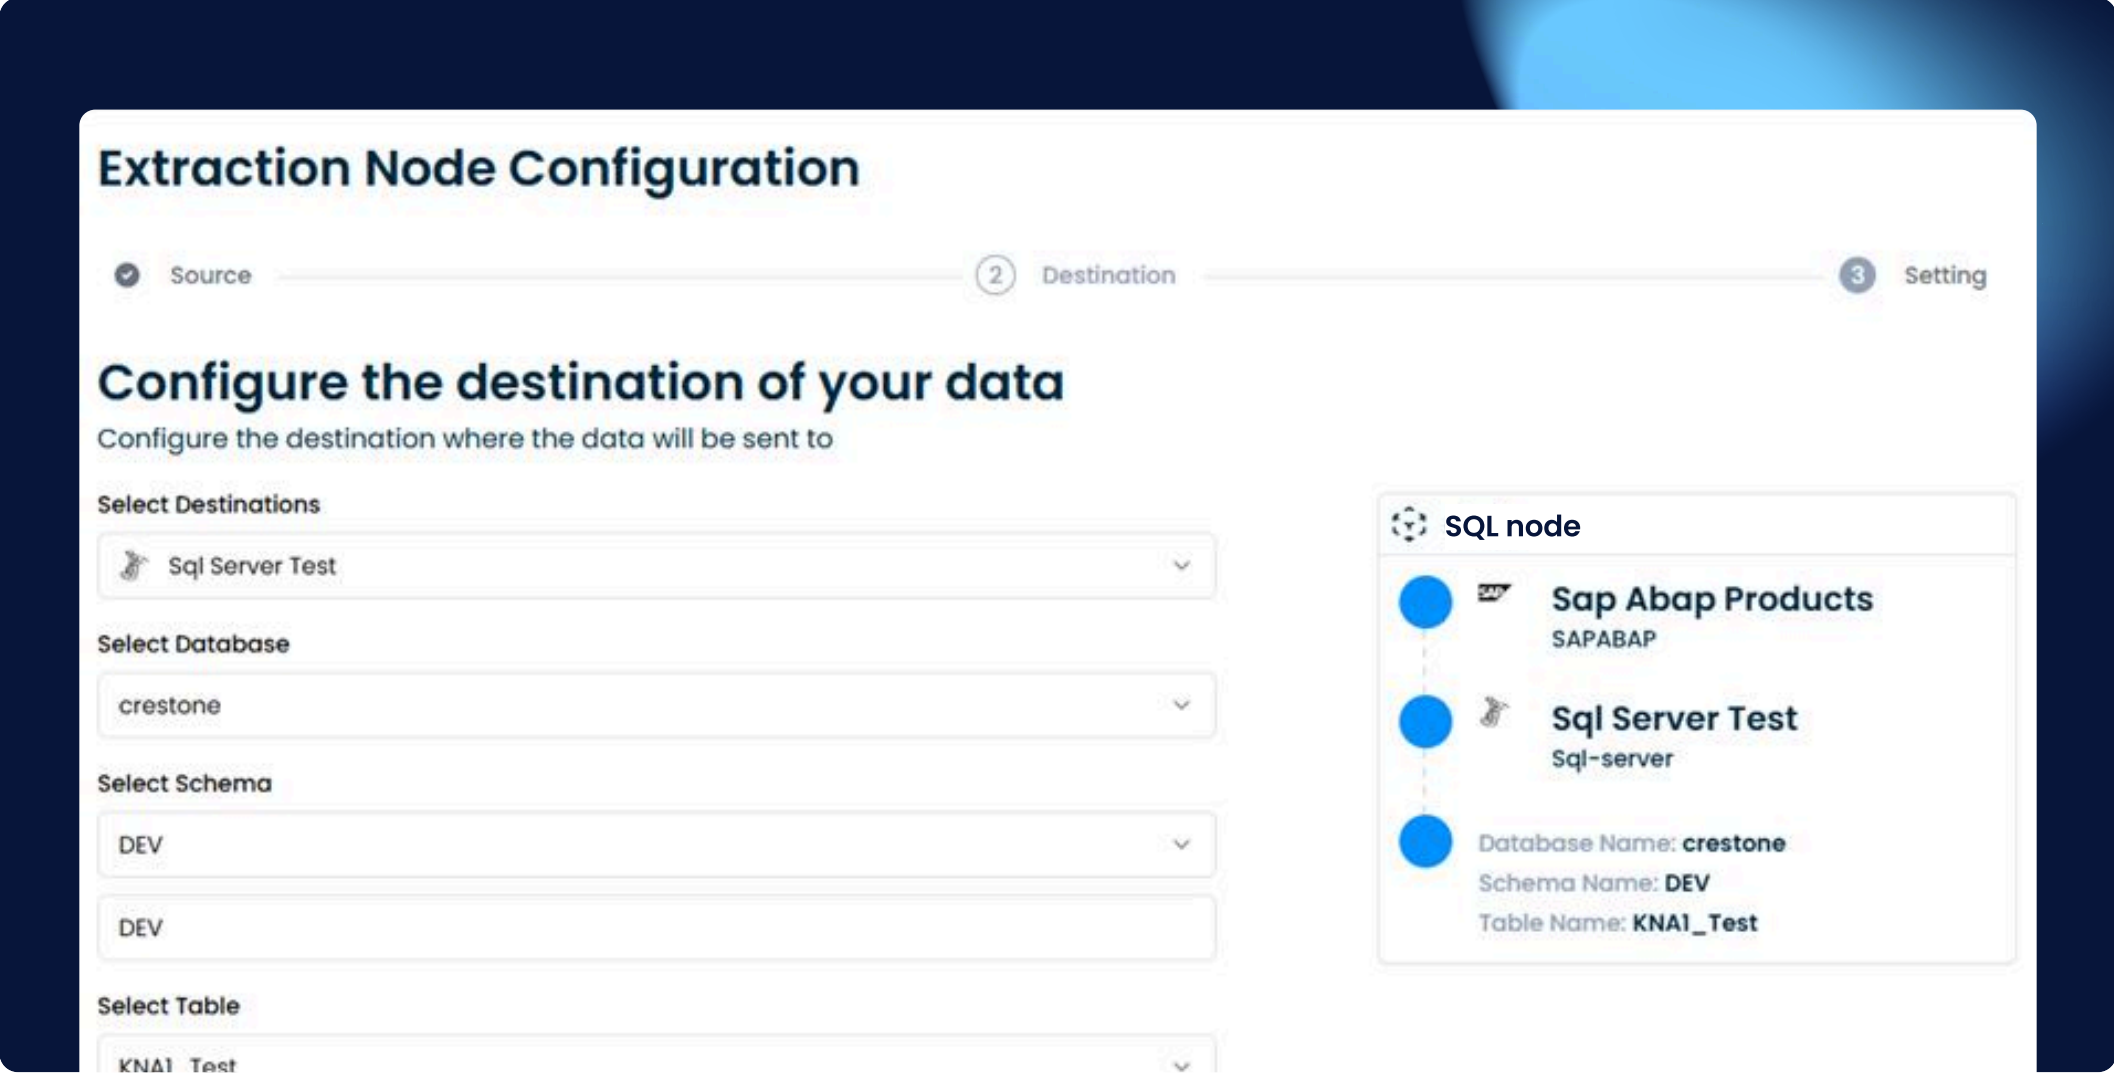 Extraction Node Configuration
Source
2 Destination
3 Setting
Configure the destination of your data
Configure the destination where the data will be sent to
Select Destinations
Sql Server Test
Select Database
crestone
Select Schema
DEV
DEV
Select Table
KNA1_Test
SQL node
SAP
Sap Abap Products
SAPABAP
Sql Server Test
Sql-server
Database Name: crestone
Schema Name: DEV
Table Name: KNA1_Test